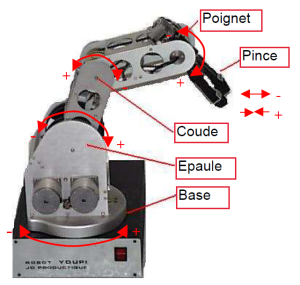 Poignet
Pince
+
-
+
+
-
+
Coude
-
+
Epaule
Base
-
+
ROBOT YOUPI
JD PRODUCTIQUE